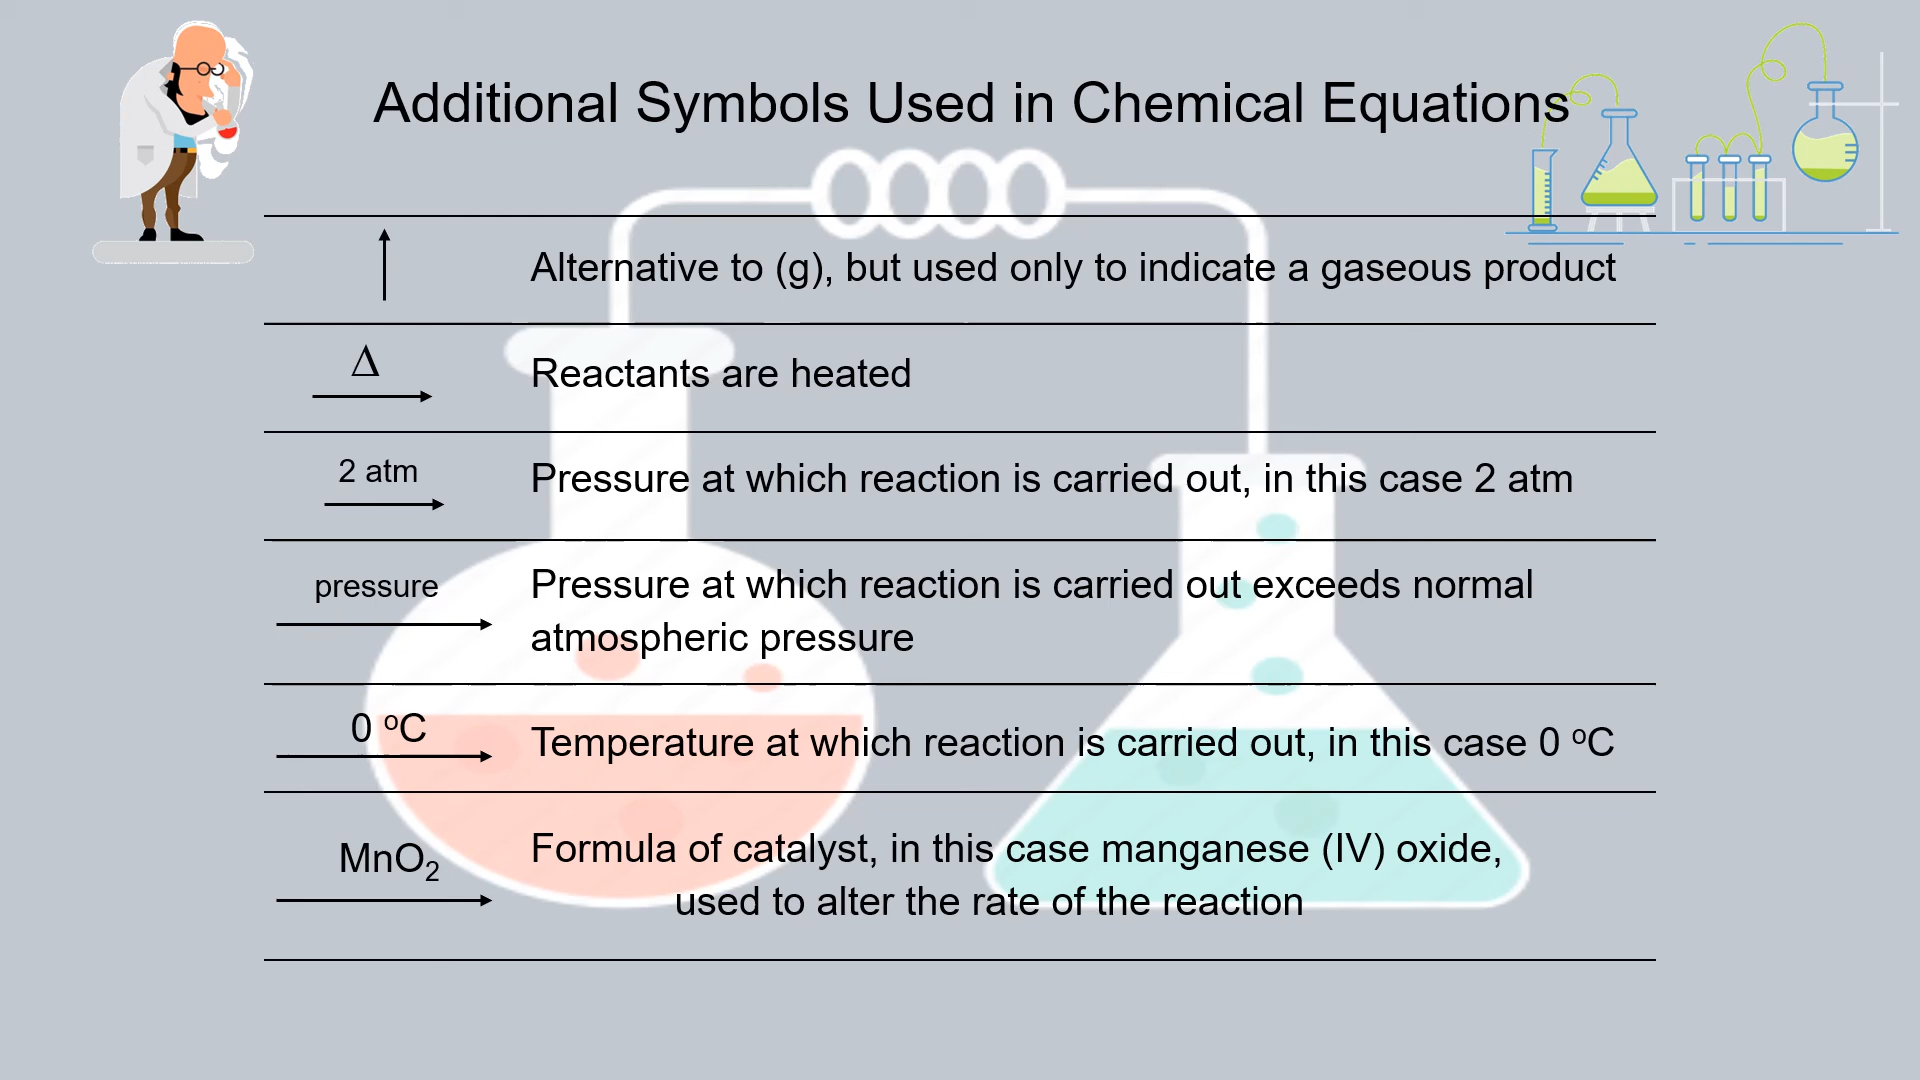 Additional Symbols Used in Chemical Equations
↑ Alternative to (g), but used only to indicate a gaseous product
Δ
Reactants are heated
2 atm
Pressure at which reaction is carried out, in this case 2 atm
pressure
Pressure at which reaction is carried out exceeds normal
atmospheric pressure
0 ºC
Temperature at which reaction is carried out, in this case 0 ºC
MnO₂
Formula of catalyst, in this case manganese (IV) oxide,
used to alter the rate of the reaction